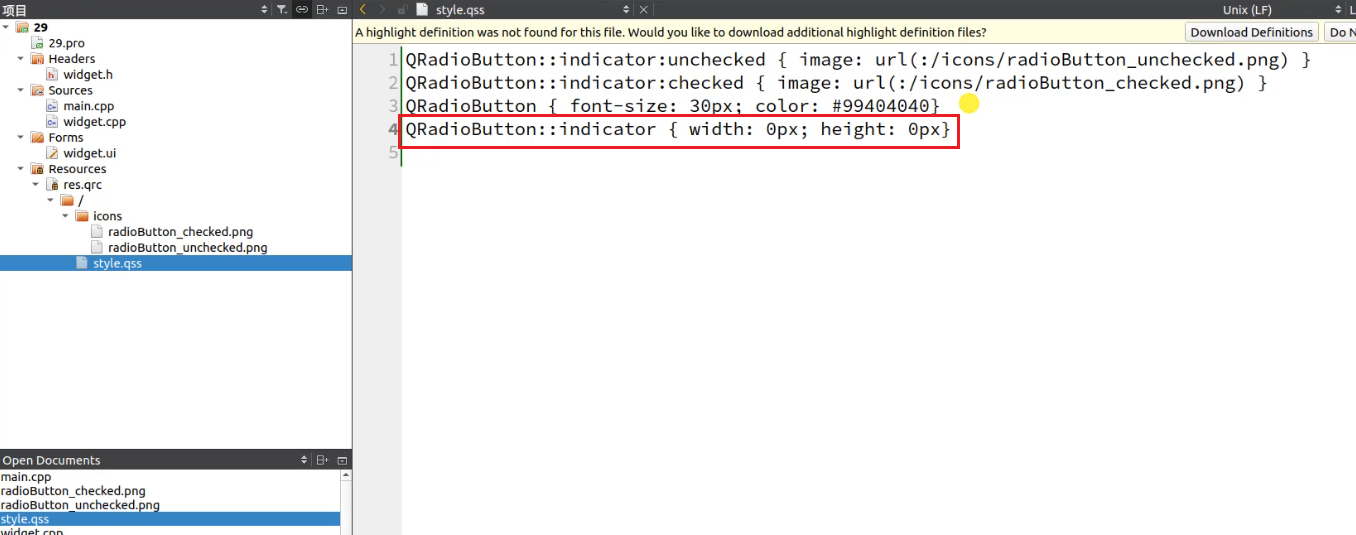 项目
style.qss
Unix (LF)
29
29.pro
Headers
widget.h
Sources
main.cpp
widget.cpp
Forms
widget.ui
Resources
res.qrc
/
icons
radioButton_checked.png
radioButton_unchecked.png
style.qss
A highlight definition was not found for this file. Would you like to download additional highlight definition files?
Download Definitions
Do N
1 QRadioButton::indicator:unchecked { image: url(:/icons/radioButton_unchecked.png) }
2 QRadioButton::indicator:checked { image: url(:/icons/radioButton_checked.png) }
3 QRadioButton { font-size: 30px; color: #99404040}
4 QRadioButton::indicator { width: 0px; height: 0px}
5
Open Documents
main.cpp
radioButton_checked.png
radioButton_unchecked.png
style.qss
widget.cpp